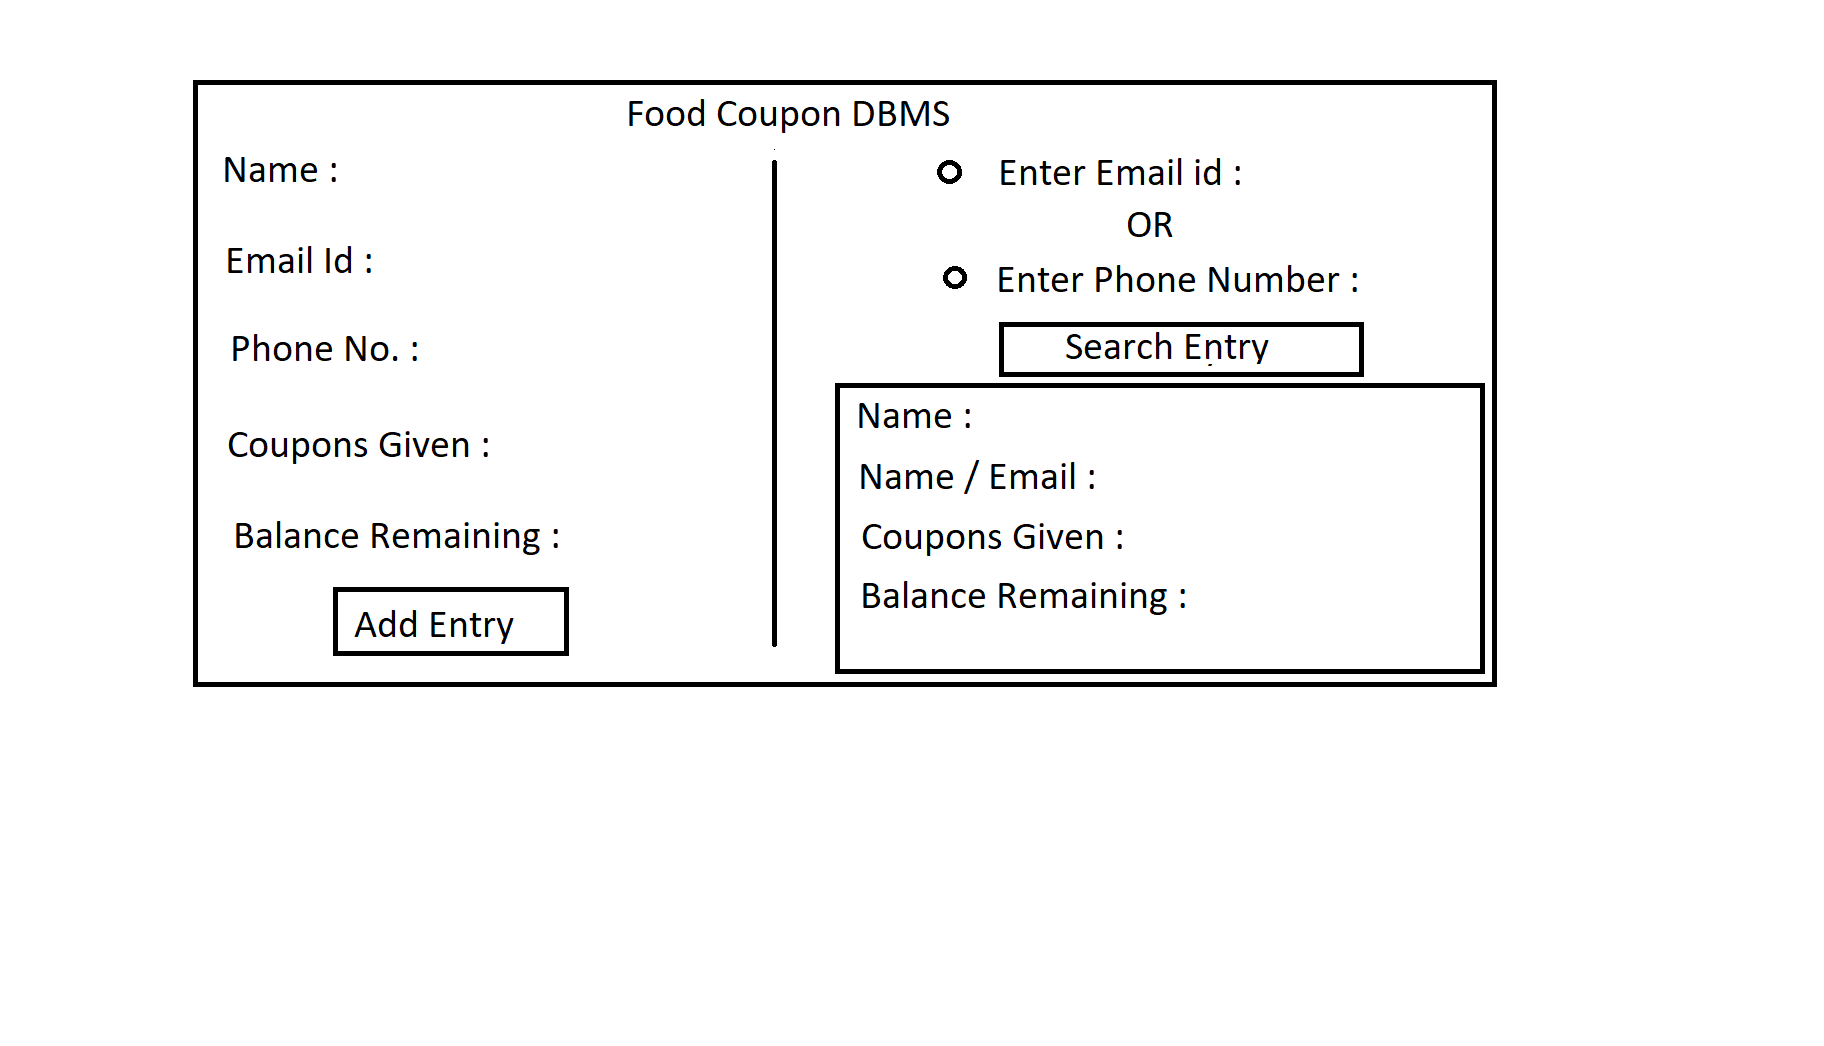 Food Coupon DBMS
Name :
Email Id :
Phone No. :
Coupons Given :
Balance Remaining :
Add Entry
Enter Email id :
OR
Enter Phone Number :
Search Entry
Name :
Name / Email :
Coupons Given :
Balance Remaining :